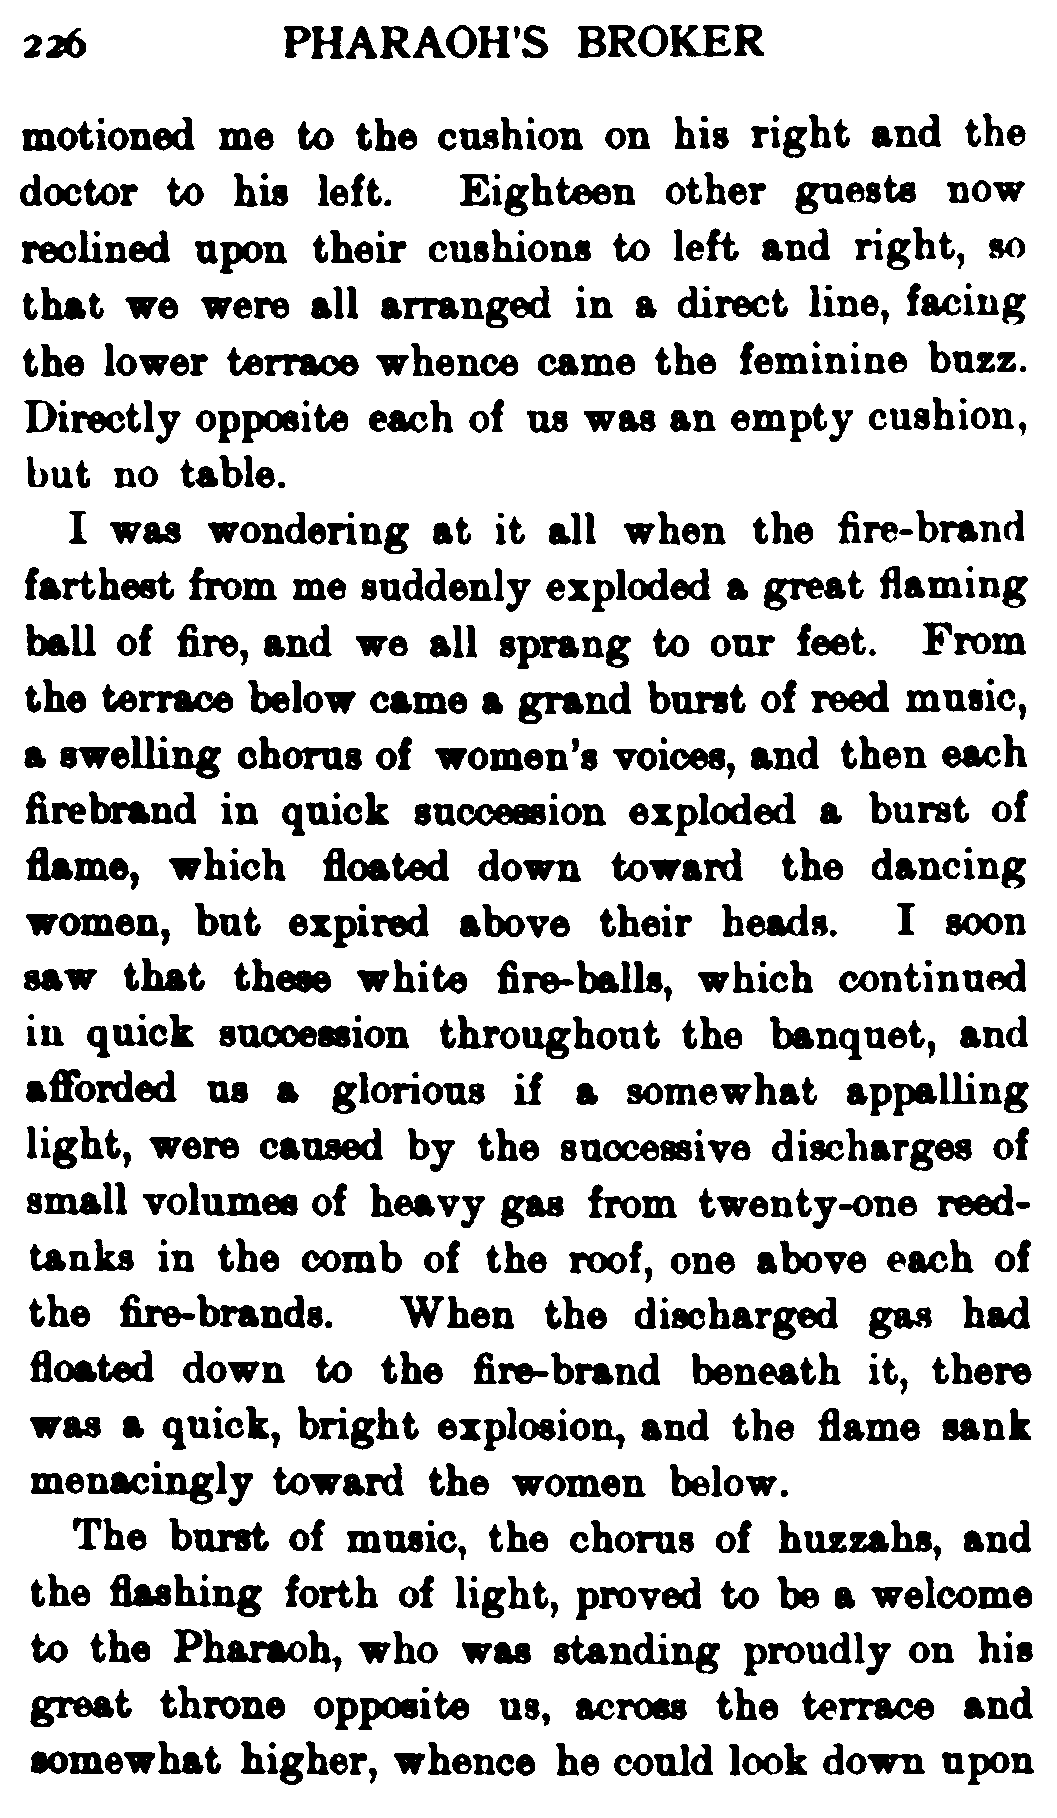 226 PHARAOH'S BROKER
motioned me to the cushion on his right and the
doctor to his left. Eighteen other guests now
reclined upon their cushions to left and right, so
that we were all arranged in a direct line, facing
the lower terrace whence came the feminine buzz.
Directly opposite each of us was an empty cushion,
but no table.
I was wondering at it all when the fire-brand
farthest from me suddenly exploded a great flaming
ball of fire, and we all sprang to our feet. From
the terrace below came a grand burst of reed music,
a swelling chorus of women's voices, and then each
firebrand in quick succession exploded a burst of
flame, which floated down toward the dancing
women, but expired above their heads. I soon
saw that these white fire-balls, which continued
in quick succession throughout the banquet, and
afforded us a glorious if a somewhat appalling
light, were caused by the successive discharges of
small volumes of heavy gas from twenty-one reed-
tanks in the comb of the roof, one above each of
the fire-brands. When the discharged gas had
floated down to the fire-brand beneath it, there
was a quick, bright explosion, and the flame sank
menacingly toward the women below.
The burst of music, the chorus of huzzahs, and
the flashing forth of light, proved to be a welcome
to the Pharaoh, who was standing proudly on his
great throne opposite us, across the terrace and
somewhat higher, whence he could look down upon